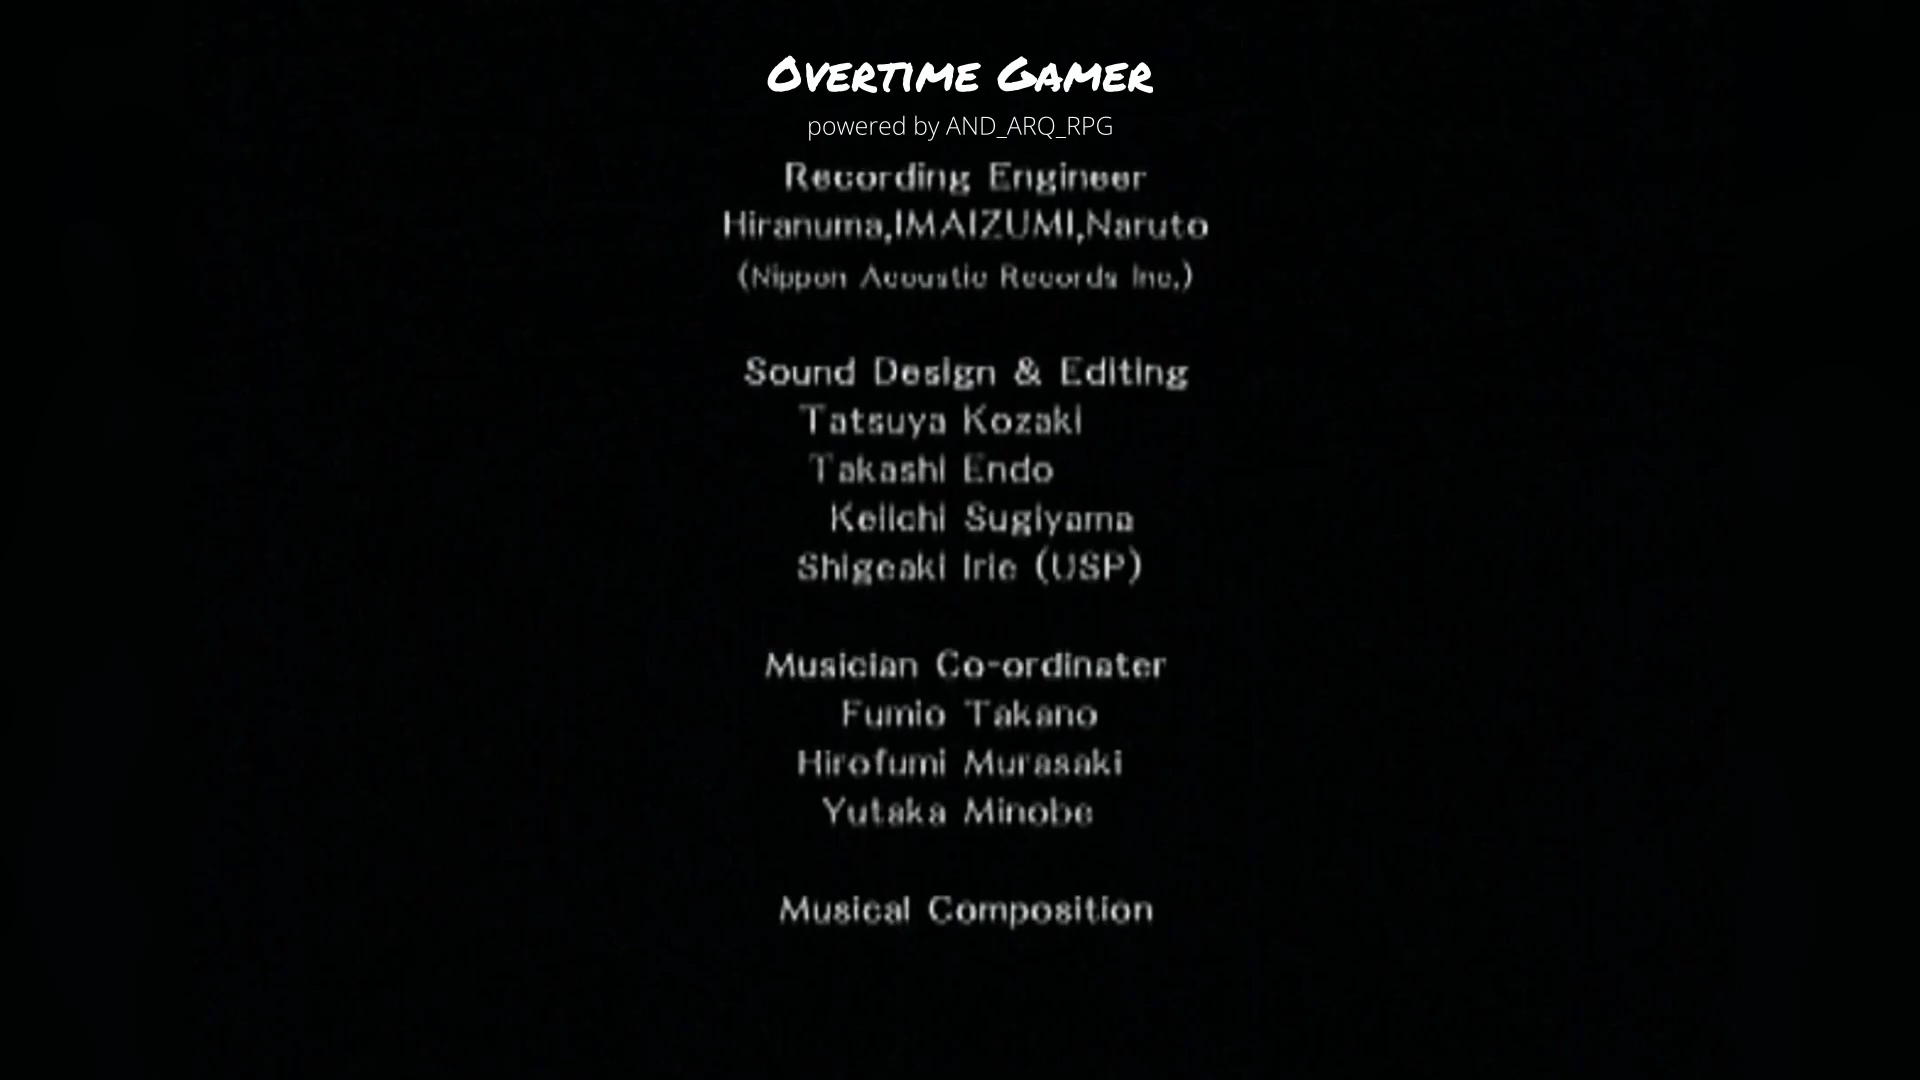 OVERTIME GAMER
powered by AND_ARQ_RPG
Recording Engineer
Hiranuma,IMAIZUMI,Naruto
(Nippon Acoustic Records Inc.)
Sound Design & Editing
Tatsuya Kozaki
Takashi Endo
Keiichi Sugiyama
Shigeaki Irie (USP)
Musician Co-ordinater
Fumio Takano
Hirofumi Murasaki
Yutaka Minobe
Musical Composition